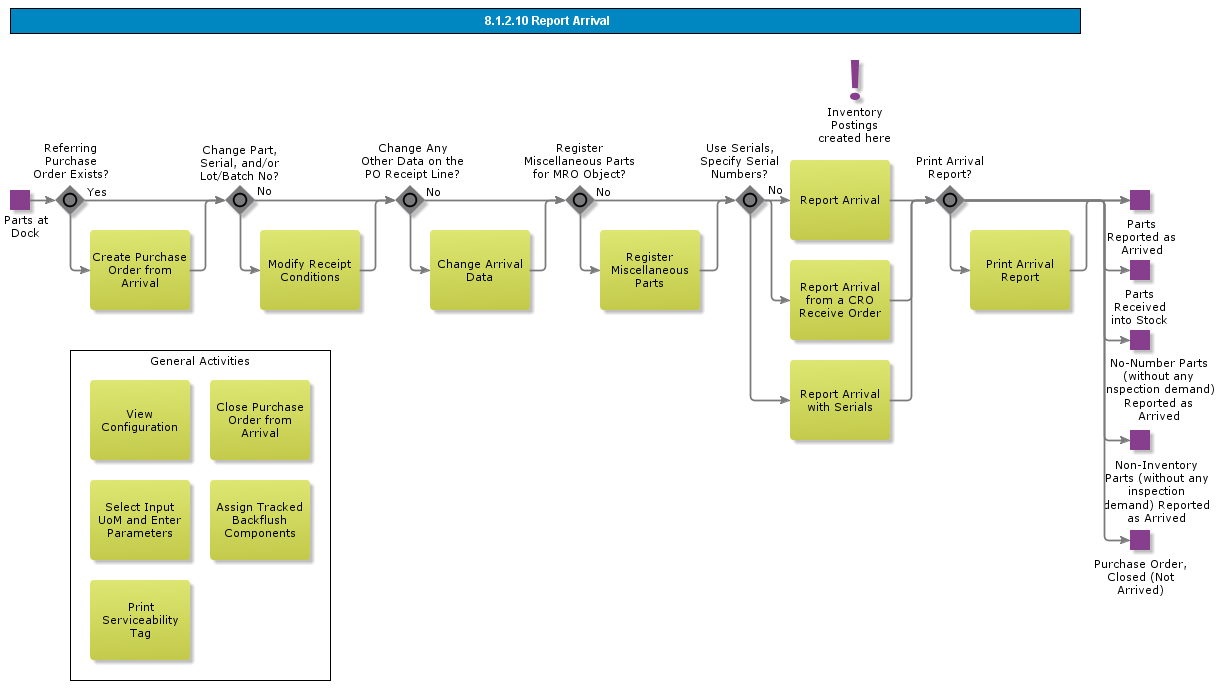 8.1.2.10 Report Arrival
Inventory
Postings
created here
Referring
Purchase
Order Exists?
Yes
Change Part,
Serial, and/or
Lot/Batch No?
No
Change Any
Other Data on the
PO Receipt Line?
No
Register
Miscellaneous Parts
for MRO Object?
No
Use Serials,
Specify Serial
Numbers?
No
Print Arrival
Report?
Parts at
Dock
Create Purchase
Order from
Arrival
Modify Receipt
Conditions
Change Arrival
Data
Register
Miscellaneous
Parts
Report Arrival
Report Arrival
from a CRO
Receive Order
Report Arrival
with Serials
Print Arrival
Report
Parts
Reported as
Arrived
Parts
Received
into Stock
No-Number Parts
(without any
inspection demand)
Reported as
Arrived
Non-Inventory
Parts (without any
inspection
demand) Reported
as Arrived
Purchase Order,
Closed (Not
Arrived)
General Activities
View
Configuration
Close Purchase
Order from
Arrival
Select Input
UoM and Enter
Parameters
Assign Tracked
Backflush
Components
Print
Serviceability
Tag